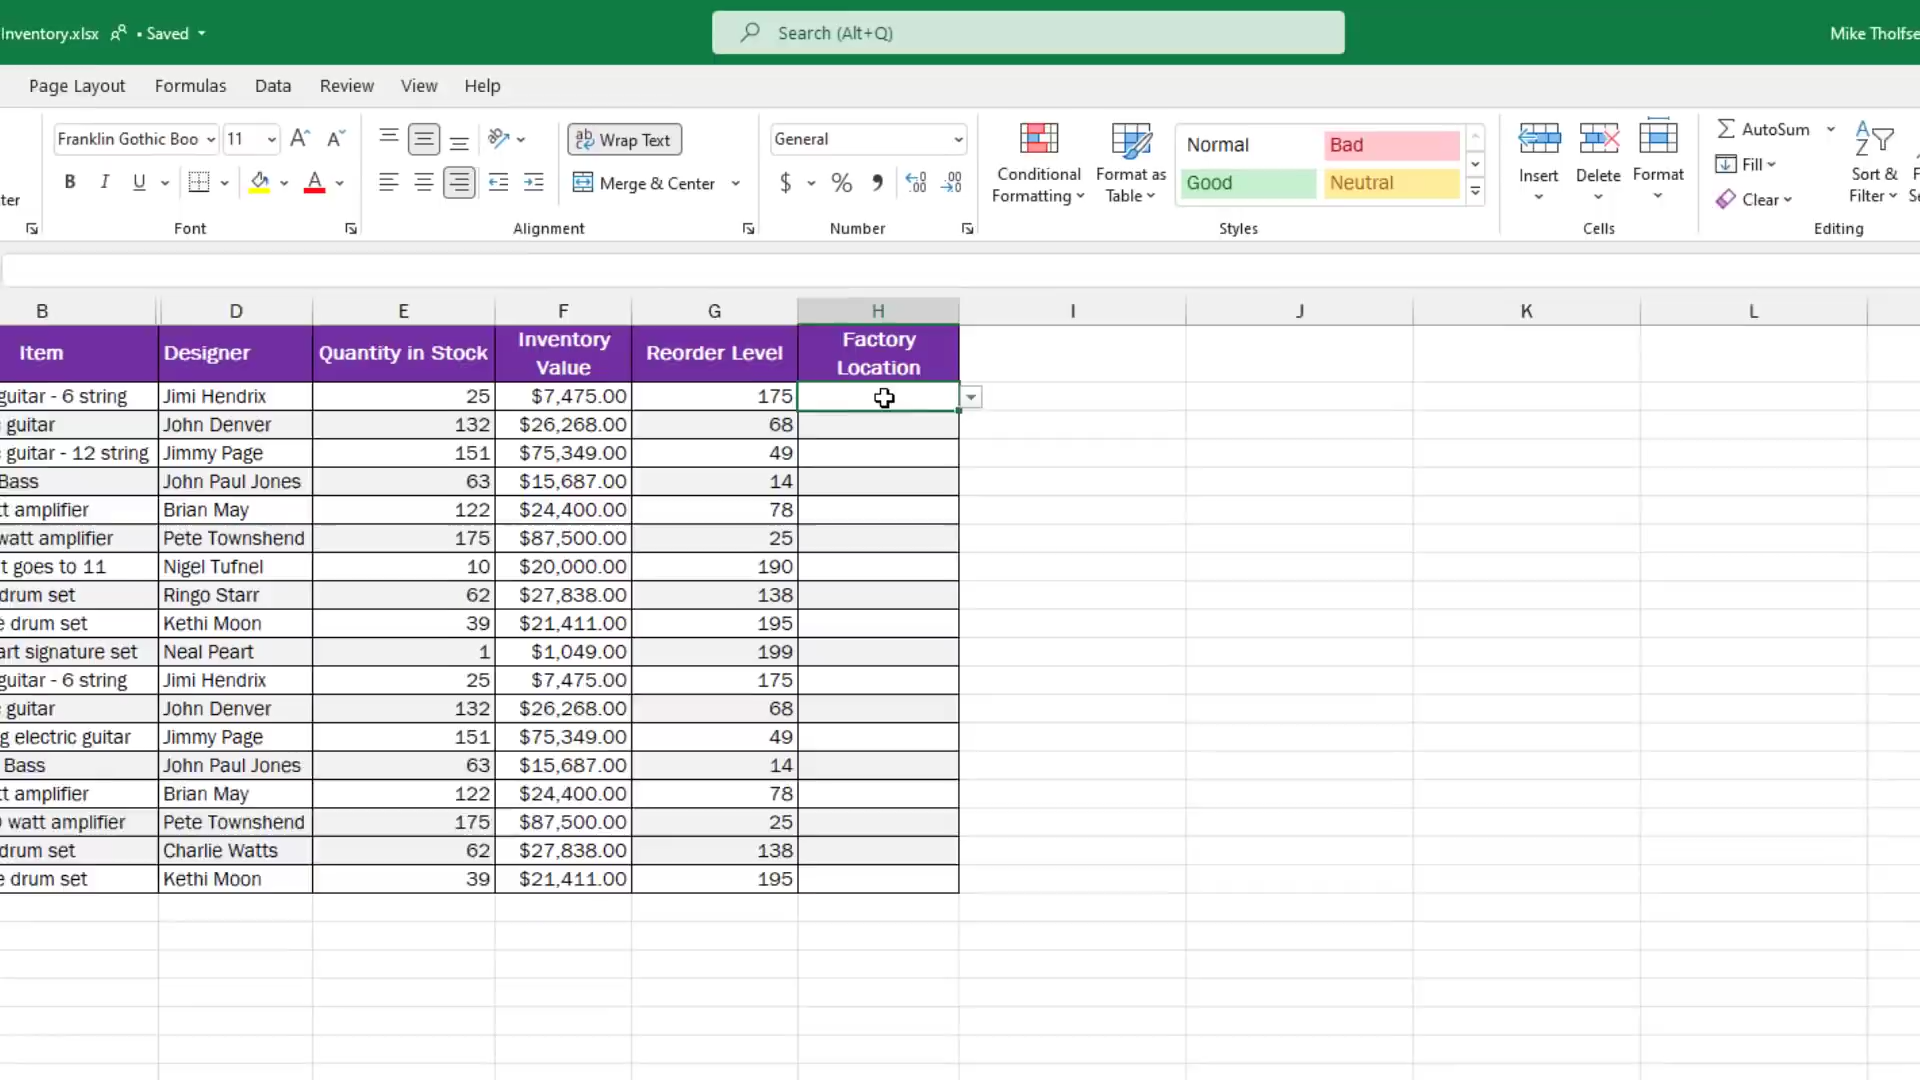 Inventory.xlsx • Saved
Search (Alt+Q)
Mike Tholfse
Page Layout Formulas Data Review View Help
Franklin Gothic Boo 11
ab Wrap Text
General
Normal Bad
Good Neutral
Conditional Formatting
Format as Table
Insert Delete Format
AutoSum
Fill
Clear
Sort & Filter
B I U A
Merge & Center
$ % 9
ter
Font Alignment Number Styles Cells Editing
B D E F G H I J K L
Item Designer Quantity in Stock Inventory Value Reorder Level Factory Location
guitar - 6 string Jimi Hendrix 25 $7,475.00 175
guitar John Denver 132 $26,268.00 68
guitar - 12 string Jimmy Page 151 $75,349.00 49
Bass John Paul Jones 63 $15,687.00 14
tt amplifier Brian May 122 $24,400.00 78
watt amplifier Pete Townshend 175 $87,500.00 25
t goes to 11 Nigel Tufnel 10 $20,000.00 190
drum set Ringo Starr 62 $27,838.00 138
e drum set Kethi Moon 39 $21,411.00 195
art signature set Neal Peart 1 $1,049.00 199
guitar - 6 string Jimi Hendrix 25 $7,475.00 175
guitar John Denver 132 $26,268.00 68
g electric guitar Jimmy Page 151 $75,349.00 49
Bass John Paul Jones 63 $15,687.00 14
tt amplifier Brian May 122 $24,400.00 78
watt amplifier Pete Townshend 175 $87,500.00 25
drum set Charlie Watts 62 $27,838.00 138
e drum set Kethi Moon 39 $21,411.00 195